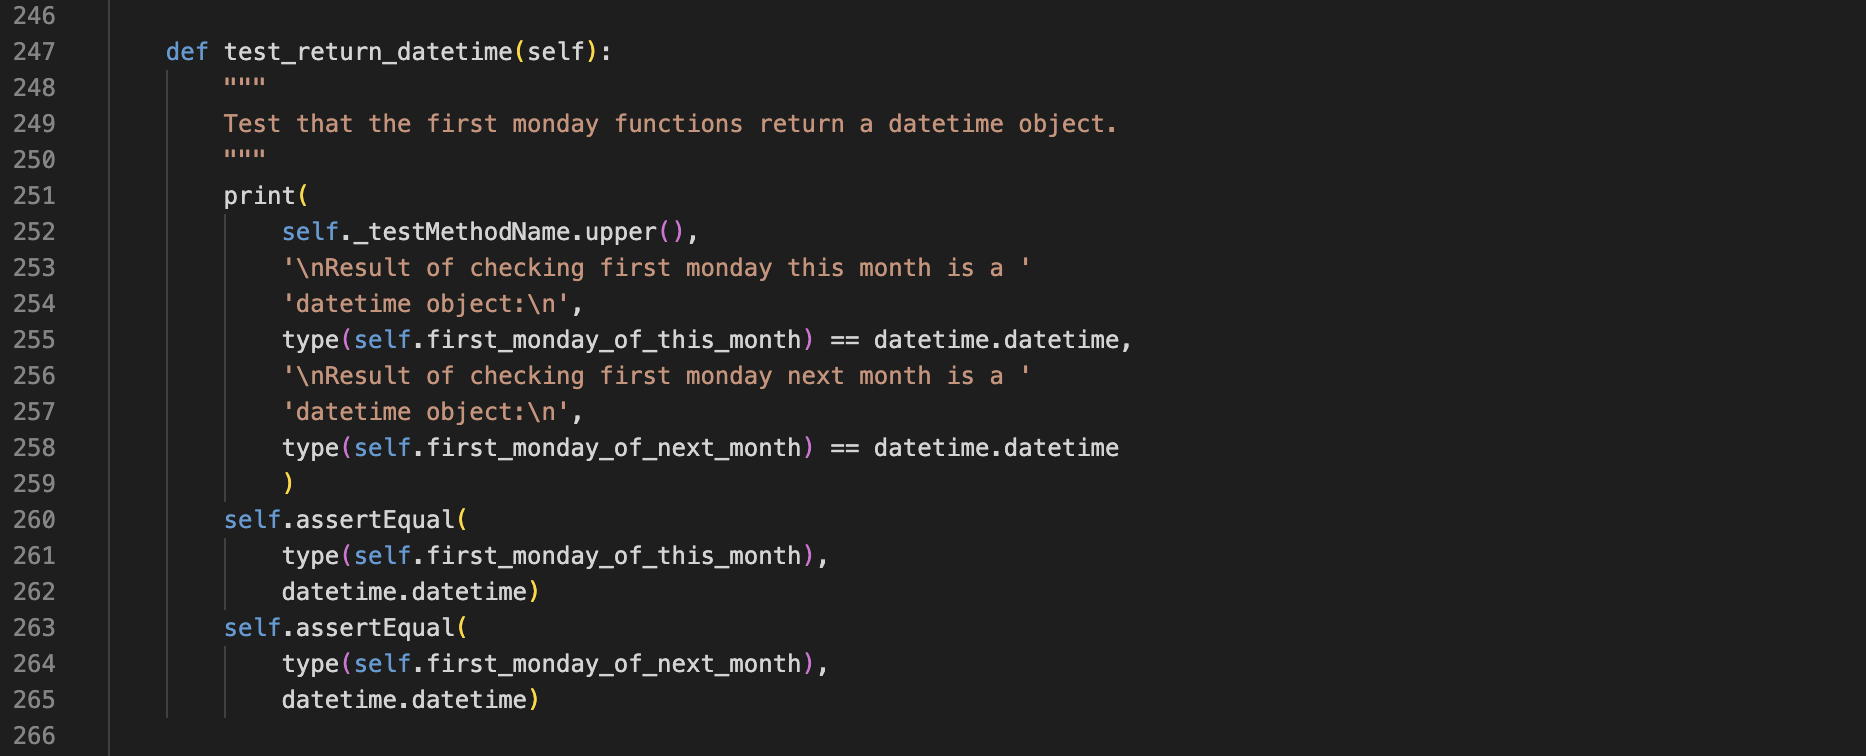 246
247 def test_return_datetime(self):
248 """
249 Test that the first monday functions return a datetime object.
250 """
251 print(
252 self._testMethodName.upper(),
253 '\nResult of checking first monday this month is a '
254 'datetime object:\n',
255 type(self.first_monday_of_this_month) == datetime.datetime,
256 '\nResult of checking first monday next month is a '
257 'datetime object:\n',
258 type(self.first_monday_of_next_month) == datetime.datetime
259 )
260 self.assertEqual(
261 type(self.first_monday_of_this_month),
262 datetime.datetime)
263 self.assertEqual(
264 type(self.first_monday_of_next_month),
265 datetime.datetime)
266